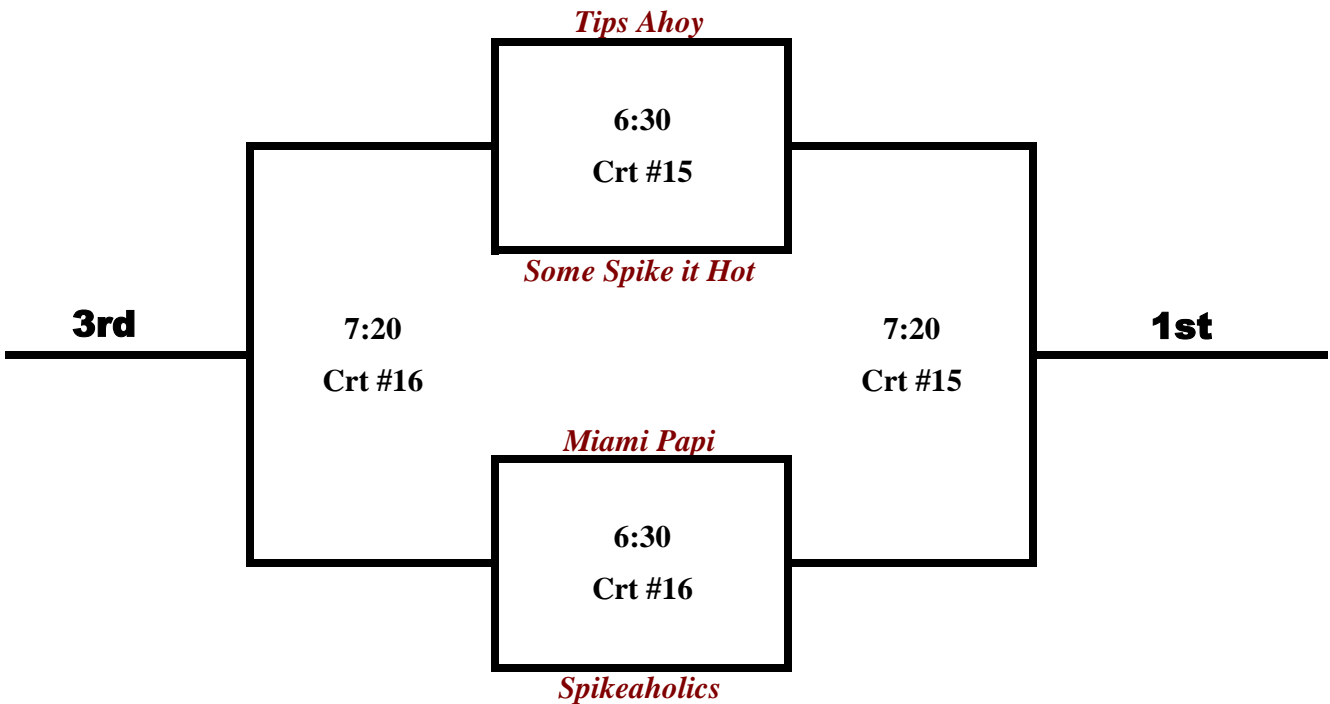 Tips Ahoy
6:30
Crt #15
Some Spike it Hot
3rd
7:20
Crt #16
7:20
Crt #15
1st
Miami Papi
6:30
Crt #16
Spikeaholics